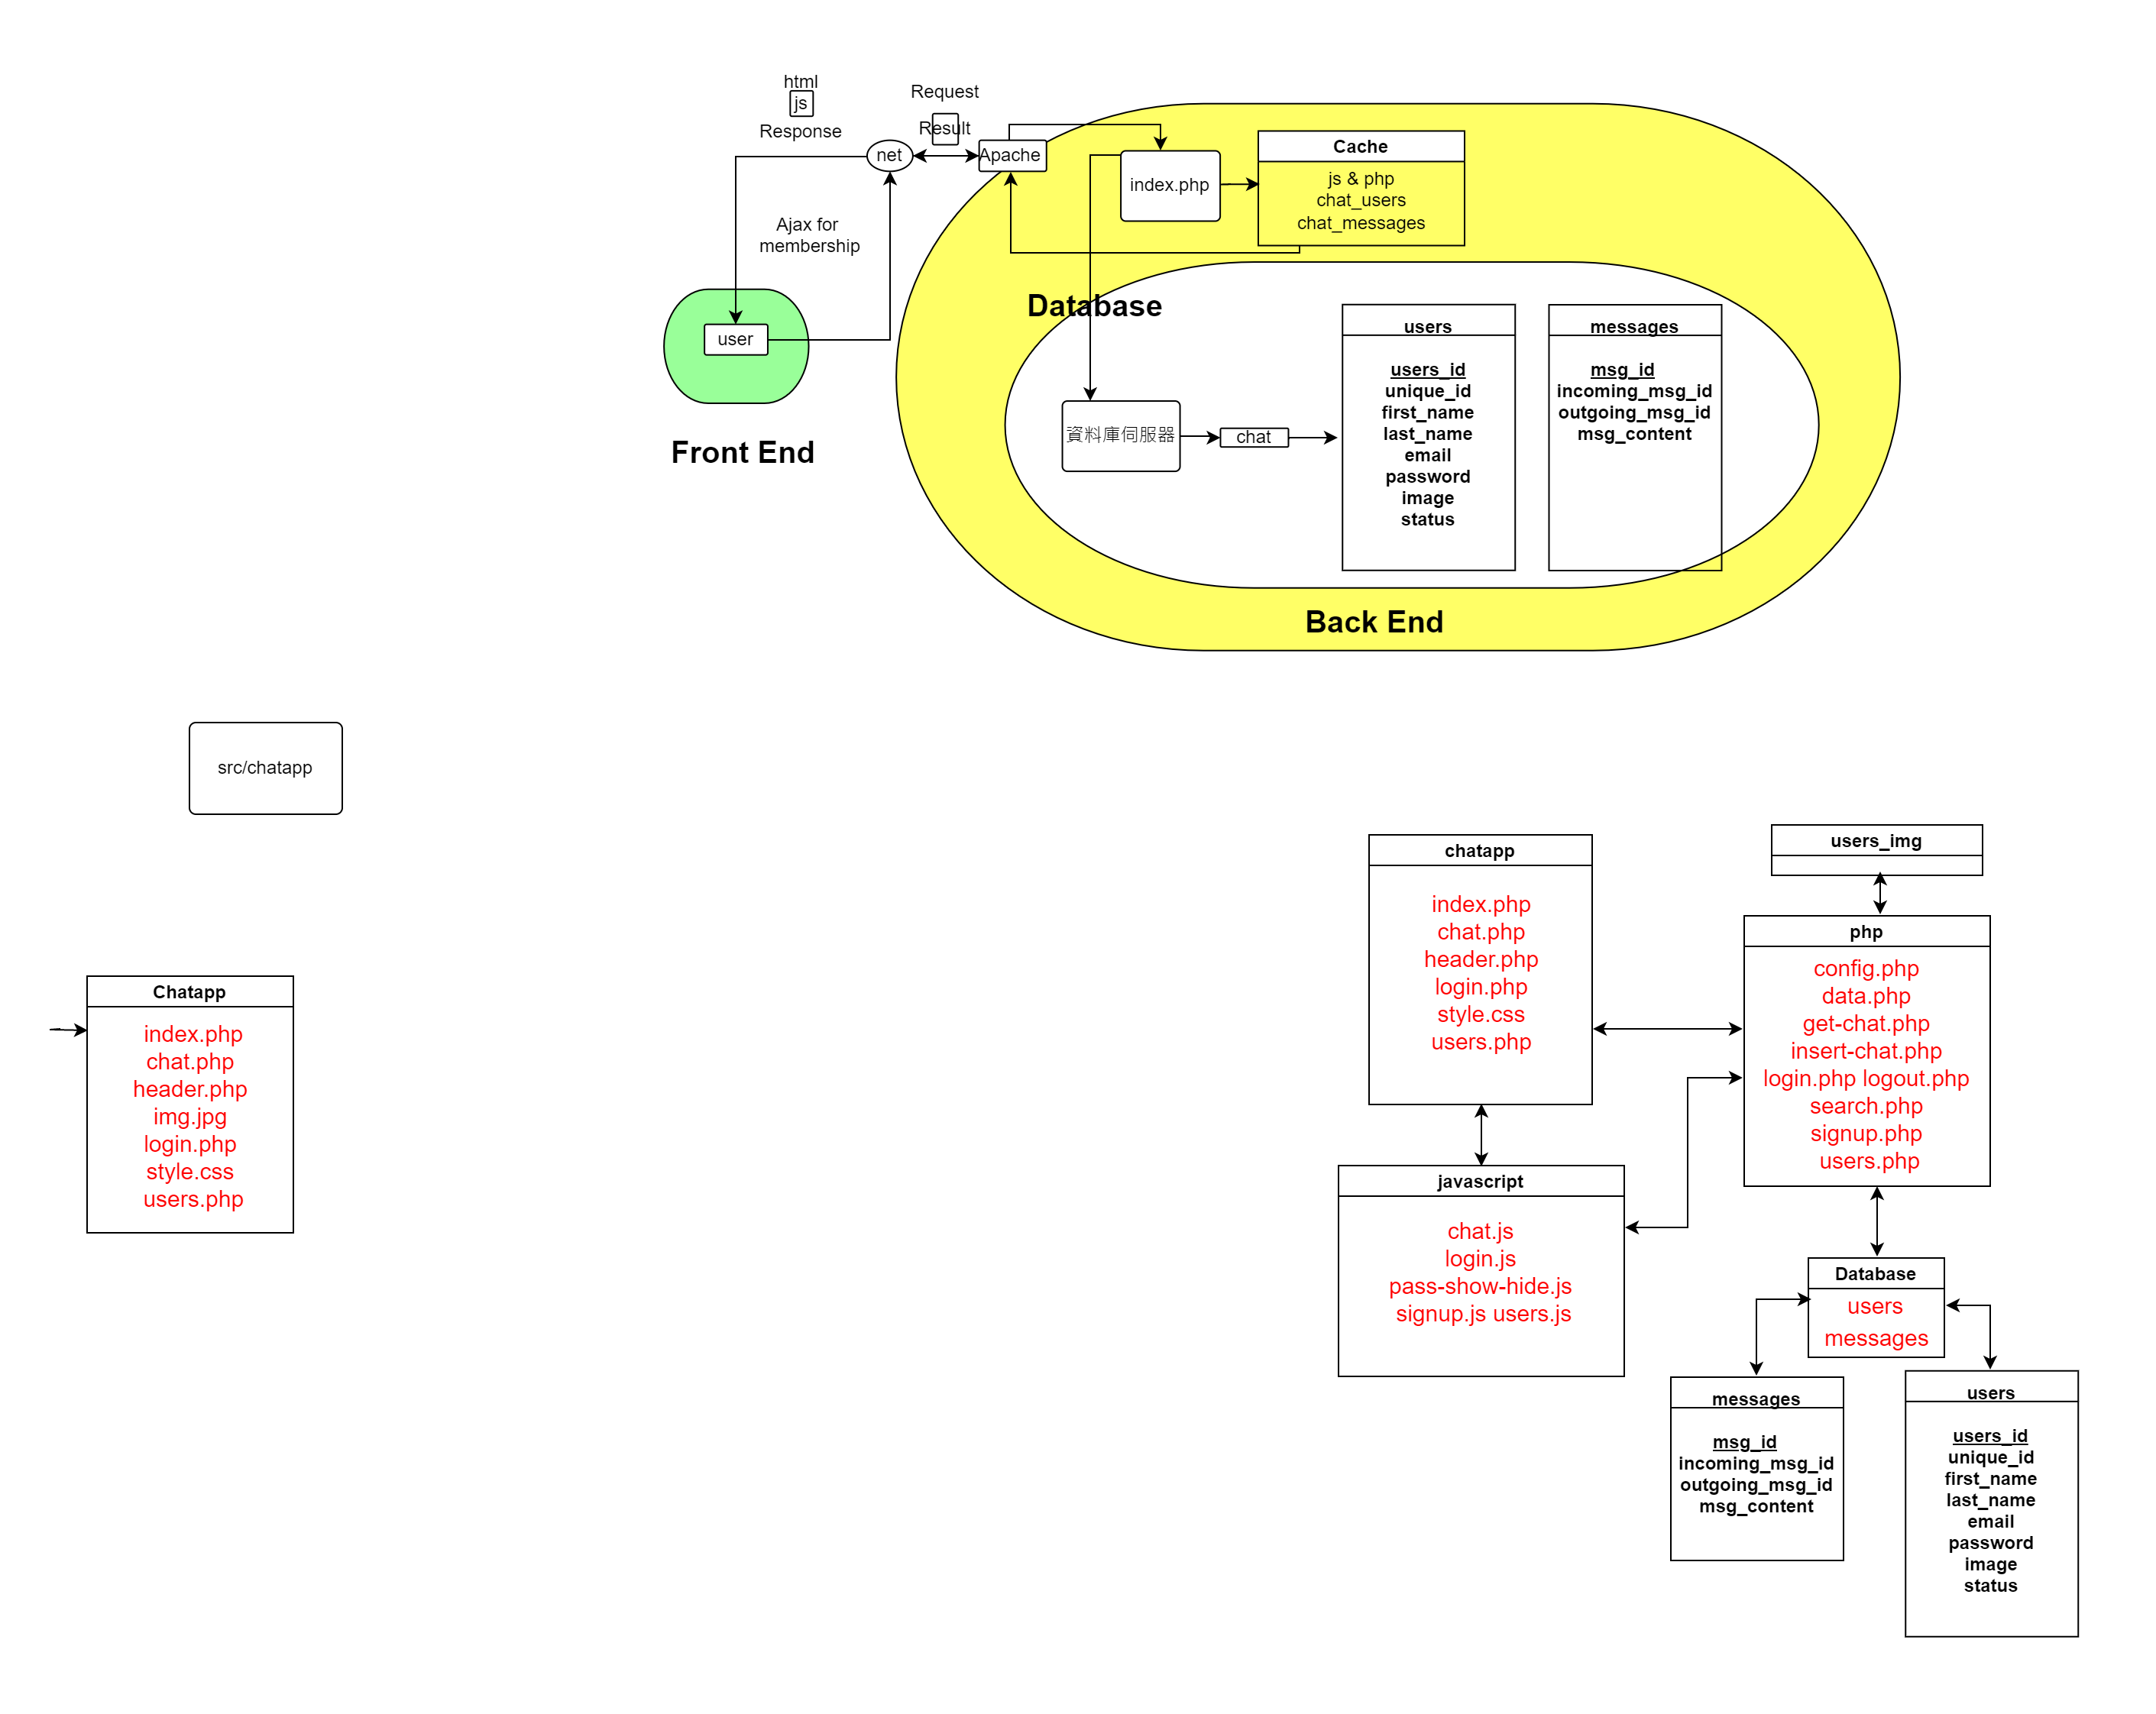 html
js
Response
Request
Result
net
Apache
index.php
Cache
js & php
chat_users
chat_messages
Ajax for
membership
user
Front End
Database
資料庫伺服器
chat
users
users_id
unique_id
first_name
last_name
email
password
image
status
messages
msg_id
incoming_msg_id
outgoing_msg_id
msg_content
Back End
src/chatapp
Chatapp
index.php
chat.php
header.php
img.jpg
login.php
style.css
users.php
chatapp
index.php
chat.php
header.php
login.php
style.css
users.php
users_img
php
config.php
data.php
get-chat.php
insert-chat.php
login.php logout.php
search.php
signup.php
users.php
javascript
chat.js
login.js
pass-show-hide.js
signup.js users.js
Database
users
messages
messages
msg_id
incoming_msg_id
outgoing_msg_id
msg_content
users
users_id
unique_id
first_name
last_name
email
password
image
status